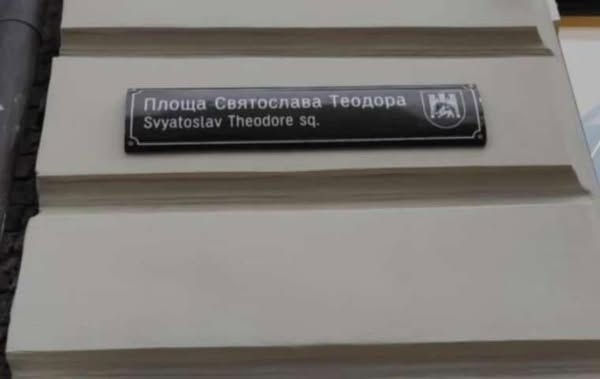 Площа Святослава Теодора
Svyatoslav Theodore sq.